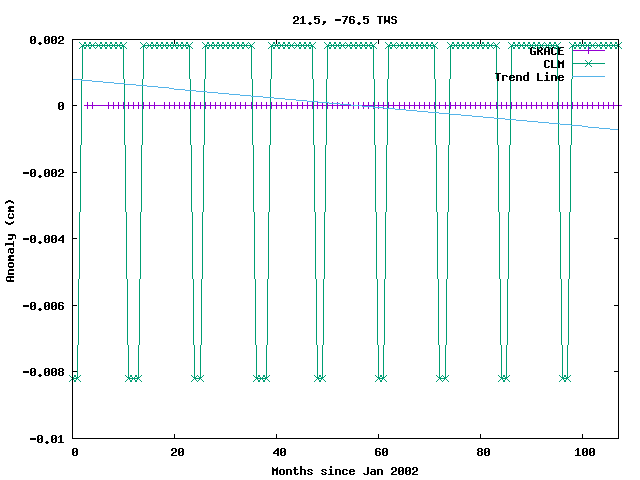 21.5, -76.5 TWS
0.002
0
-0.002
-0.004
-0.006
-0.008
-0.01
Anomaly (cm)
GRACE
CLM
Trend Line
0 20 40 60 80 100
Months since Jan 2002